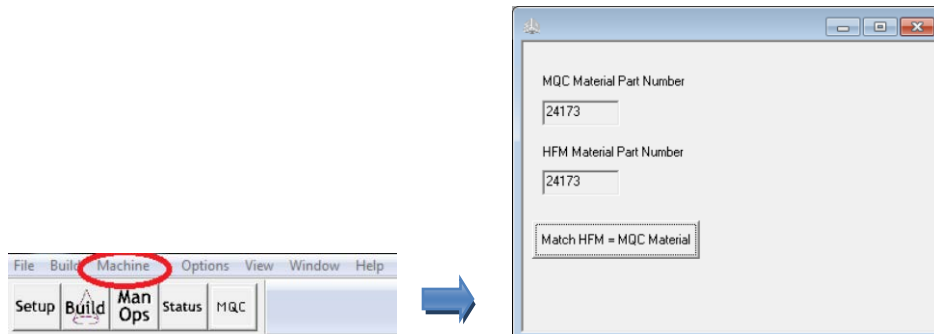 File Build Machine Options View Window Help
Setup Build Man Ops Status MQC
MQC Material Part Number
24173
HFM Material Part Number
24173
Match HFM = MQC Material